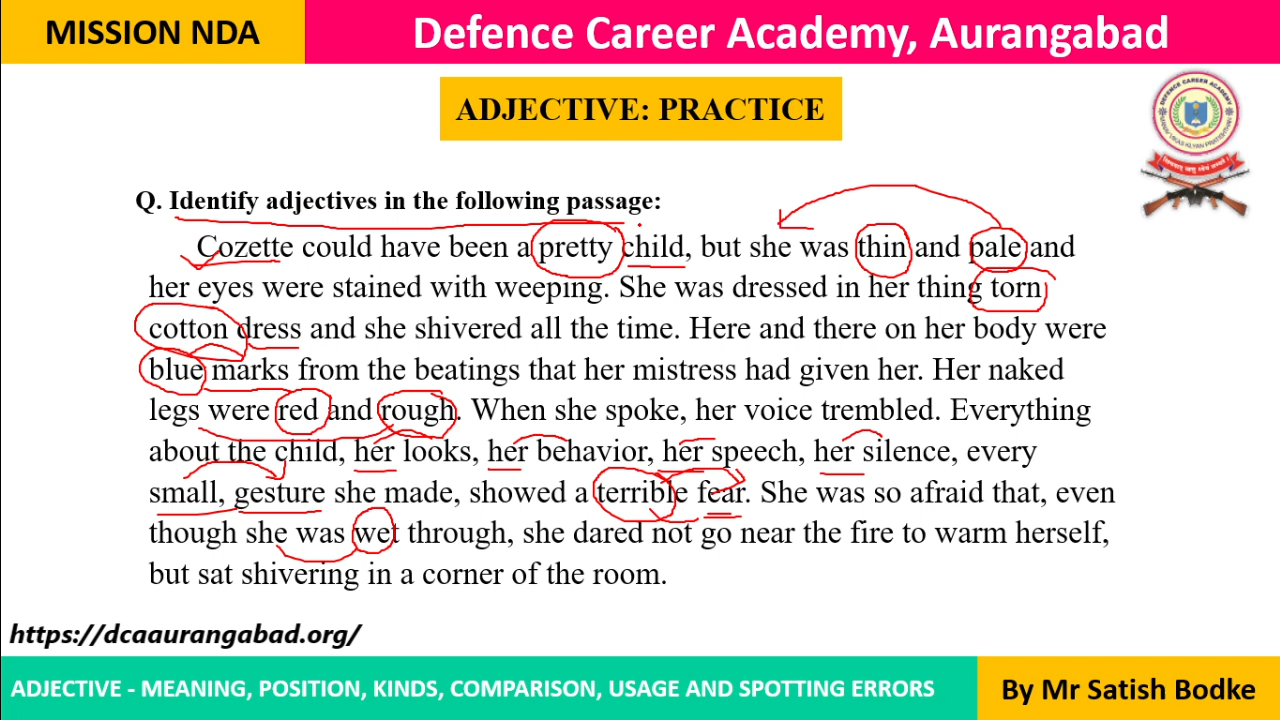 MISSION NDA
Defence Career Academy, Aurangabad
ADJECTIVE: PRACTICE
DEFENCE CAREER ACADEMY
Q. Identify adjectives in the following passage:
Cozette could have been a pretty child, but she was thin and pale and
her eyes were stained with weeping. She was dressed in her thing torn
cotton dress and she shivered all the time. Here and there on her body were
blue marks from the beatings that her mistress had given her. Her naked
legs were red and rough. When she spoke, her voice trembled. Everything
about the child, her looks, her behavior, her speech, her silence, every
small, gesture she made, showed a terrible fear. She was so afraid that, even
though she was wet through, she dared not go near the fire to warm herself,
but sat shivering in a corner of the room.
https://dcaaurangabad.org/
ADJECTIVE - MEANING, POSITION, KINDS, COMPARISON, USAGE AND SPOTTING ERRORS
By Mr Satish Bodke